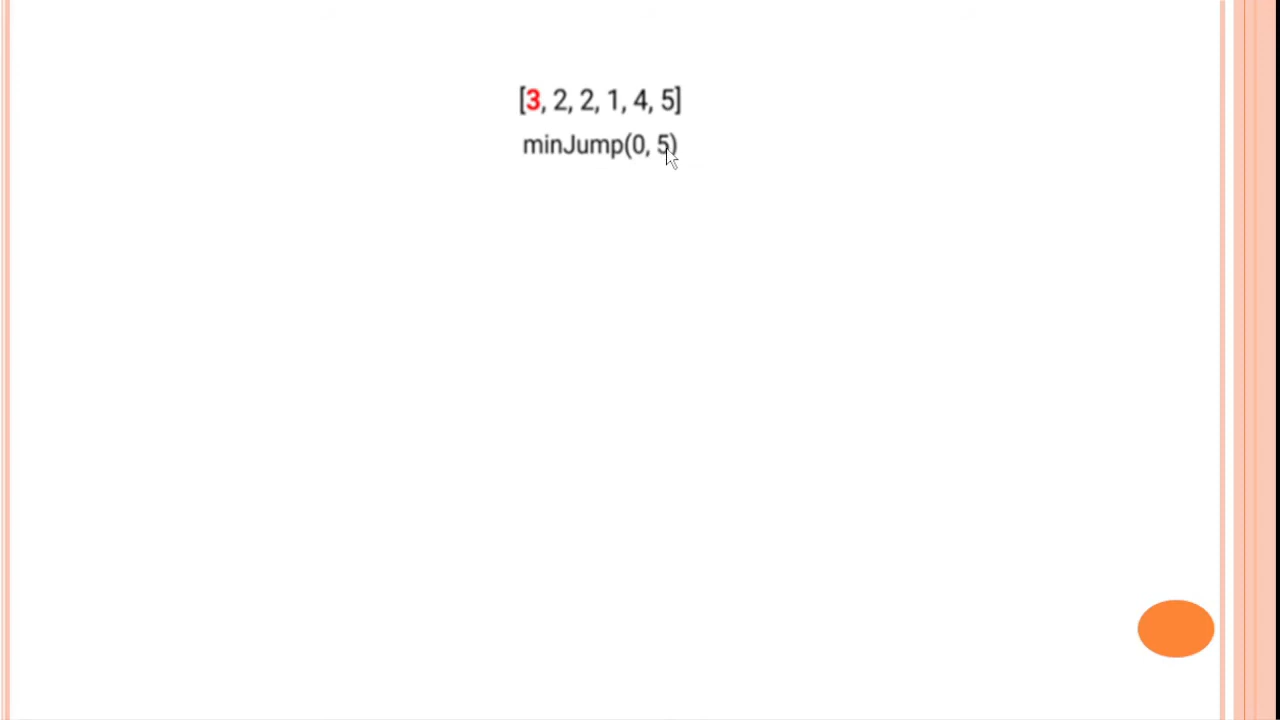 [3, 2, 2, 1, 4, 5]
minJump(0, 5)